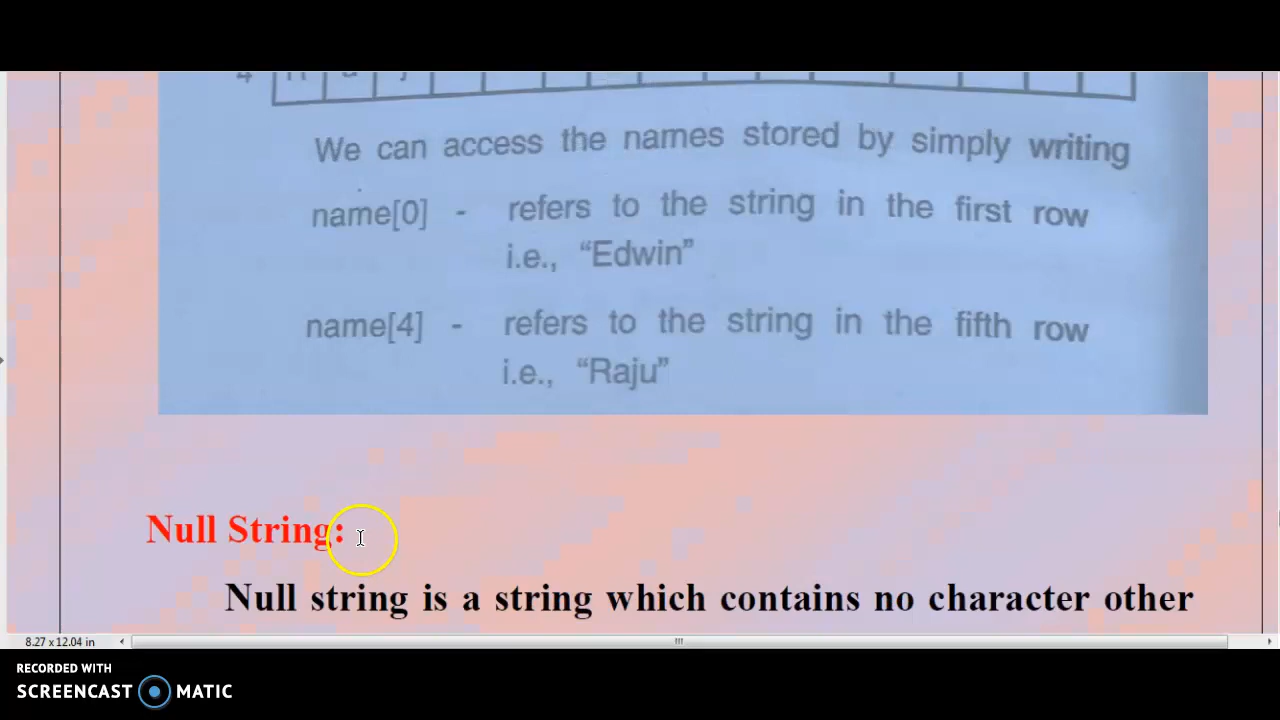 We can access the names stored by simply writing
name[0] - refers to the string in the first row
i.e., “Edwin”
name[4] - refers to the string in the fifth row
i.e., “Raju”
Null String:
Null string is a string which contains no character other
8.27 x 12.04 in
RECORDED WITH
SCREENCAST MATIC